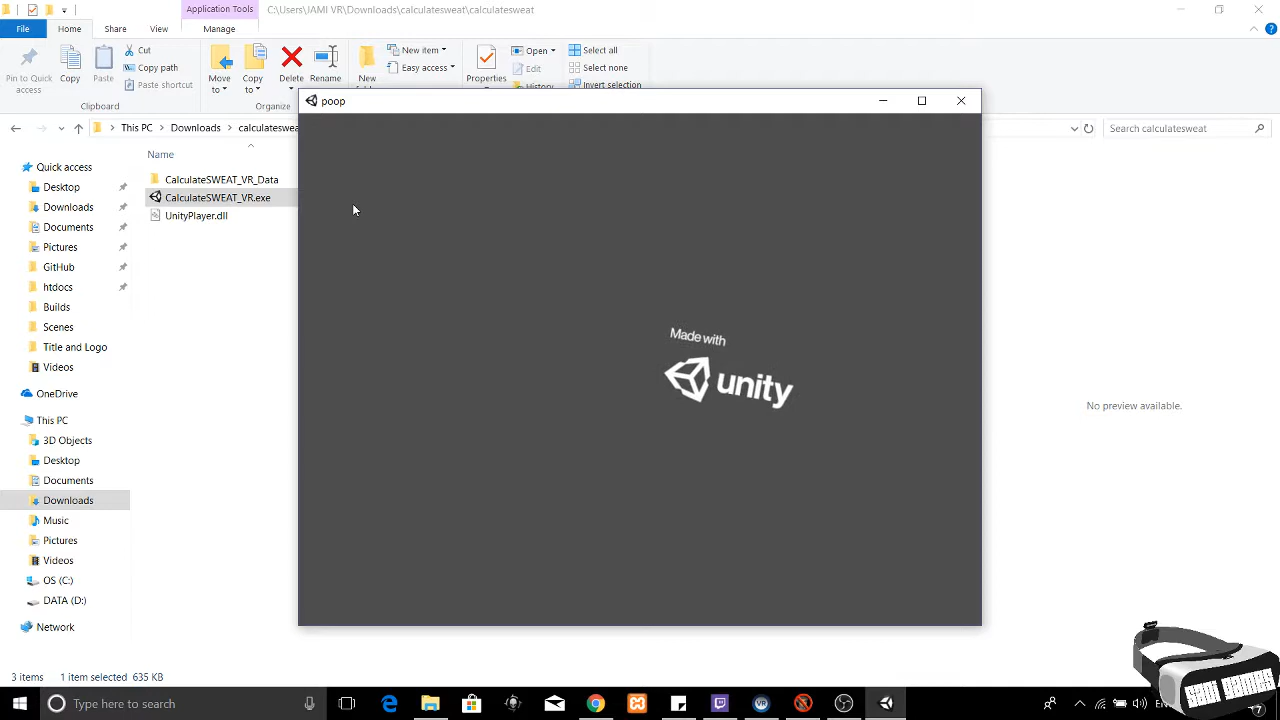 Application Tools
C:\Users\IAMI VR\Downloads\calculatesweat\calculatesweat
File
Home
Share
View
Manage
Pin to Quick access
Copy
Paste
Cut
Copy path
Paste shortcut
Clipboard
Move to
Copy to
Delete
Rename
Organize
New
New item
Easy access
Properties
Open
Edit
History
Select all
Select none
Invert selection
This PC
Downloads
Search calculatesweat
poop
Name
CalculateSWEAT_VR_Data
CalculateSWEAT_VR.exe
UnityPlayer.dll
Quick access
Desktop
Downloads
Documents
Pictures
GitHub
htdocs
Builds
Scenes
Title and Logo
Videos
OneDrive
This PC
3D Objects
Desktop
Documents
Downloads
Music
Pictures
Videos
OS (C:)
DATA (D:)
Network
Made with
unity
No preview available.
3 items
1 item selected 635 KB
Type here to search